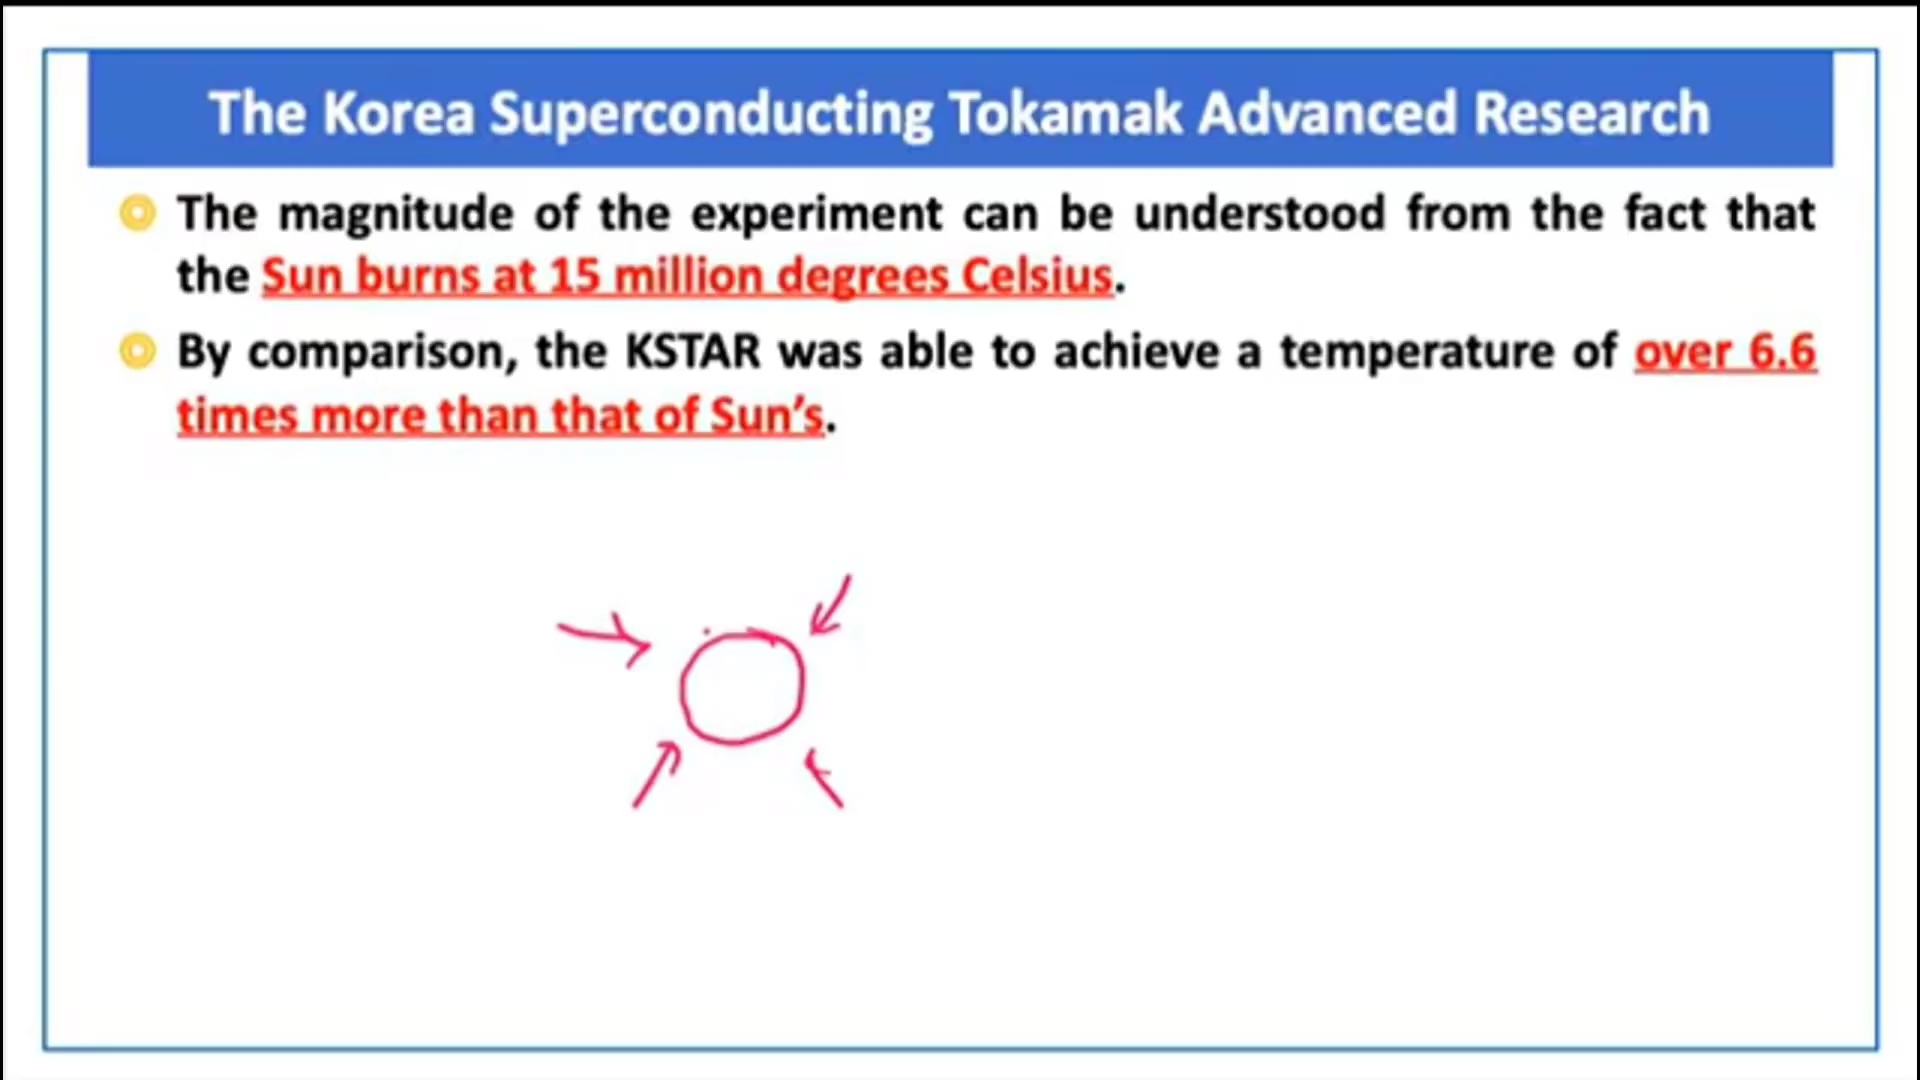 The Korea Superconducting Tokamak Advanced Research
The magnitude of the experiment can be understood from the fact that
the Sun burns at 15 million degrees Celsius.
By comparison, the KSTAR was able to achieve a temperature of over 6.6
times more than that of Sun’s.